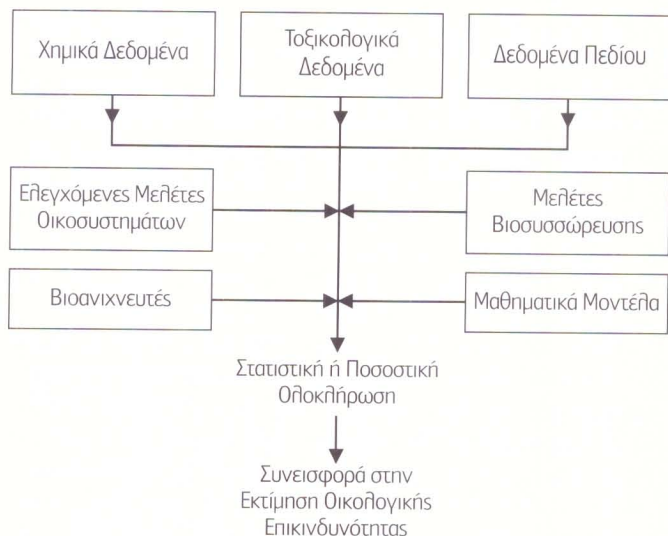 Χημικά Δεδομένα
Τοξικολογικά
Δεδομένα
Δεδομένα Πεδίου
Ελεγχόμενες Μελέτες
Οικοσυστημάτων
Μελέτες
Βιοσυσσώρευσης
Βιοανιχνευτές
Μαθηματικά Μοντέλα
Στατιστική ή Ποσοστική
Ολοκλήρωση
Συνεισφορά στην
Εκτίμηση Οικολογικής
Επικινδυνότητας